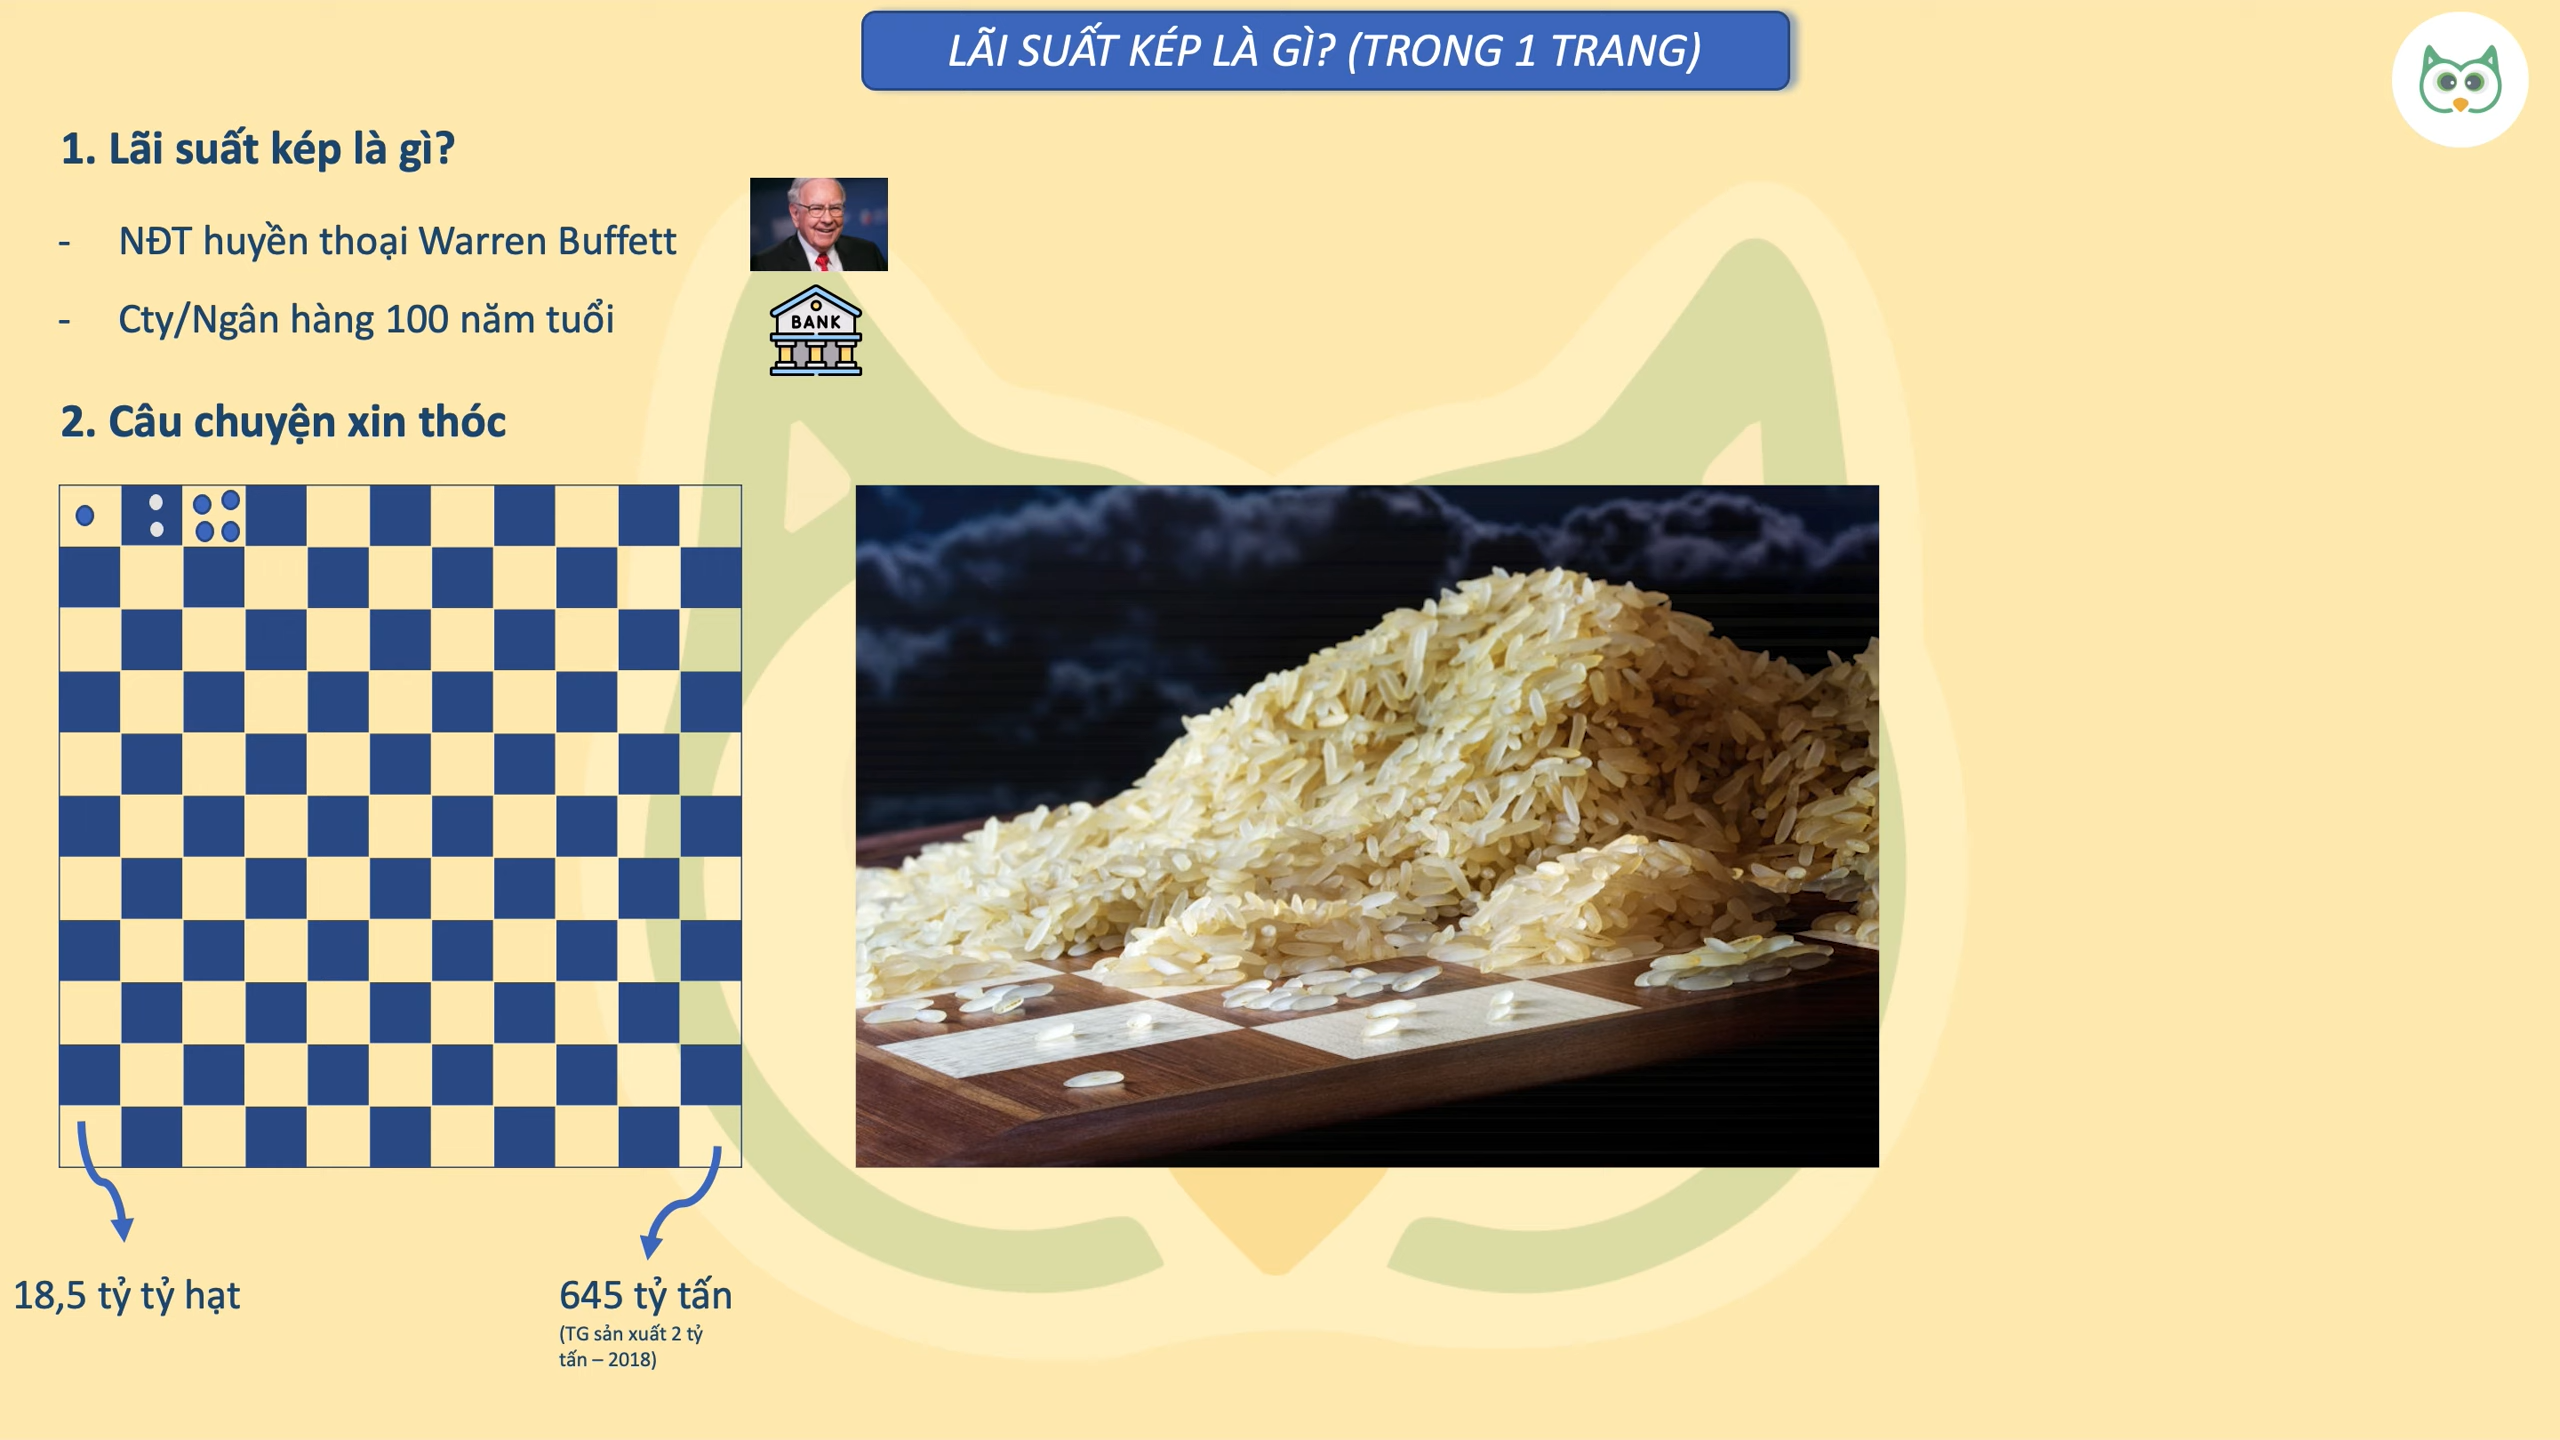 LÃI SUẤT KÉP LÀ GÌ? (TRONG 1 TRANG)
1. Lãi suất kép là gì?
- NĐT huyền thoại Warren Buffett
- Cty/Ngân hàng 100 năm tuổi
BANK
2. Câu chuyện xin thóc
18,5 tỷ tỷ hạt
645 tỷ tấn
(TG sản xuất 2 tỷ
tấn – 2018)